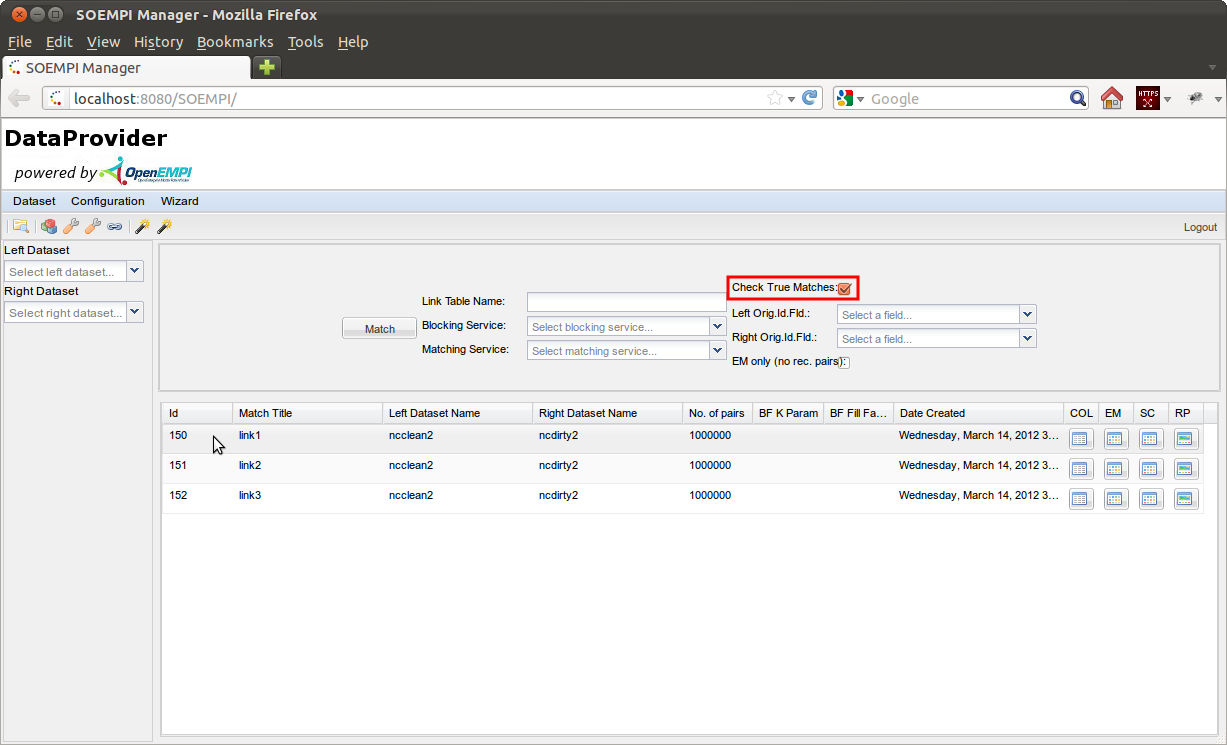 SOEMPI Manager - Mozilla Firefox
File Edit View History Bookmarks Tools Help
SOEMPI Manager
localhost:8080/SOEMPI/
Google
HTTPS
DataProvider
powered by OpenEMPI
Dataset Configuration Wizard
Logout
Left Dataset
Select left dataset...
Right Dataset
Select right dataset...
Match
Link Table Name:
Blocking Service: Select blocking service...
Matching Service: Select matching service...
Check True Matches:
Left Orig.Id.Fld.: Select a field...
Right Orig.Id.Fld.: Select a field...
EM only (no rec. pairs):
Id Match Title Left Dataset Name Right Dataset Name No. of pairs BF K Param BF Fill Fa... Date Created COL EM SC RP
150 link1 ncclean2 ncdirty2 1000000 Wednesday, March 14, 2012 3...
151 link2 ncclean2 ncdirty2 1000000 Wednesday, March 14, 2012 3...
152 link3 ncclean2 ncdirty2 1000000 Wednesday, March 14, 2012 3...